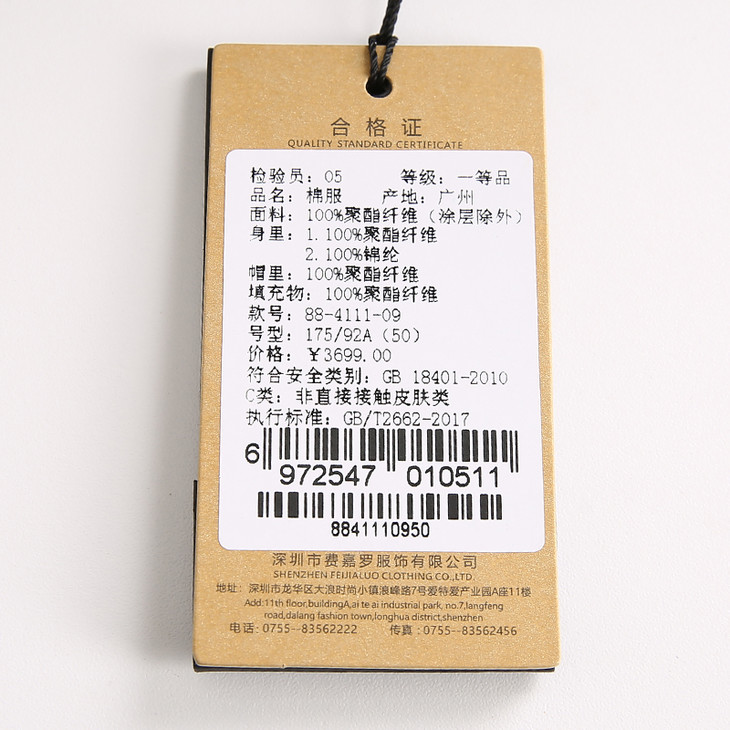 合格证
QUALITY STANDARD CERTIFICATE
检验员：05 等级：一等品
品名：棉服 产地：广州
面料：100%聚酯纤维（涂层除外）
身里：1.100%聚酯纤维
2.100%锦纶
帽里：100%聚酯纤维
填充物：100%聚酯纤维
款号：88-4111-09
号型：175/92A（50）
价格：￥3699.00
符合安全类别：GB 18401-2010
C类：非直接接触皮肤类
执行标准：GB/T2662-2017
6 972547 010511
8841110950
深圳市费嘉罗服饰有限公司
SHENZHEN FEIJIALUO CLOTHING CO.,LTD.
地址：深圳市龙华区大浪时尚小镇浪峰路7号爱特爱产业园A座11楼
Add:11th floor,buildingA,ai te ai industrial park, no.7,langfeng
road,dalang fashion town,longhua district,shenzhen
电话：0755--83562222 传真：0755--83562456